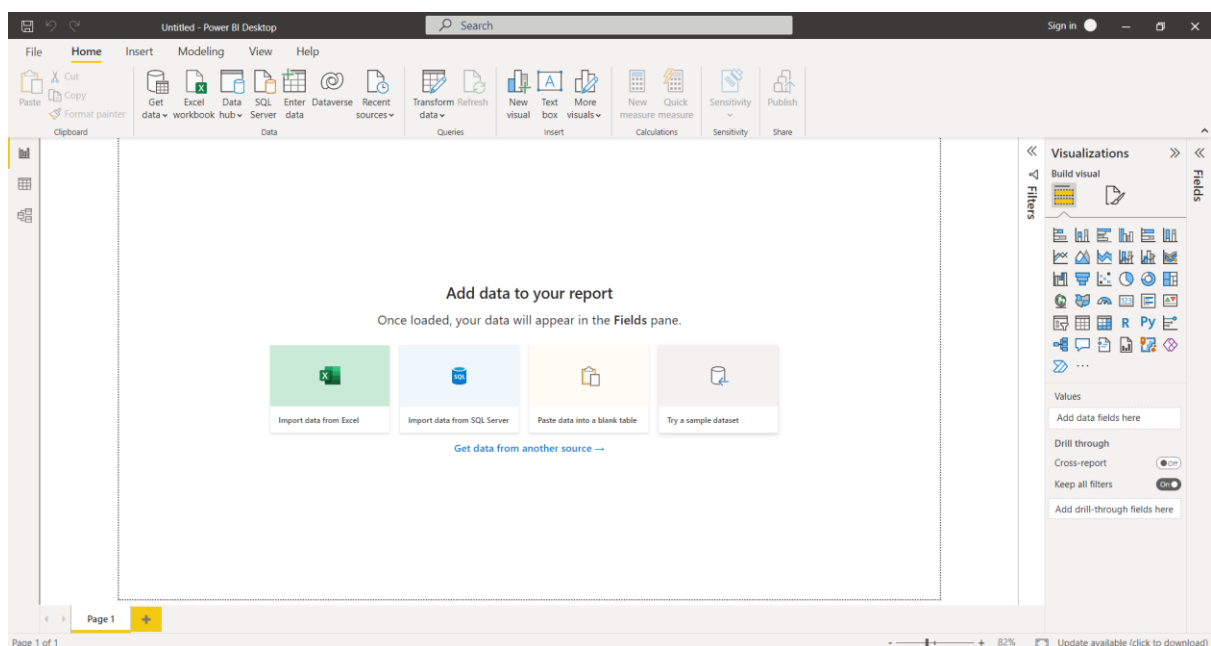 Untitled - Power BI Desktop
Search
Sign in
File Home Insert Modeling View Help
Paste
Cut
Copy
Format painter
Clipboard
Get data
Excel workbook
Data hub
SQL Server
Enter data
Dataverse
Recent sources
Data
Transform data
Refresh
Queries
New visual
Text box
More visuals
Insert
New measure
Quick measure
Calculations
Sensitivity
Sensitivity
Publish
Share
Filters
Visualizations
Build visual
Fields
R Py
123
Values
Add data fields here
Drill through
Cross-report
Off
Keep all filters
On
Add drill-through fields here
Add data to your report
Once loaded, your data will appear in the Fields pane.
SQL
Import data from Excel
Import data from SQL Server
Paste data into a blank table
Try a sample dataset
Get data from another source →
Page 1
Page 1 of 1
- + 82%
Update available (click to download)